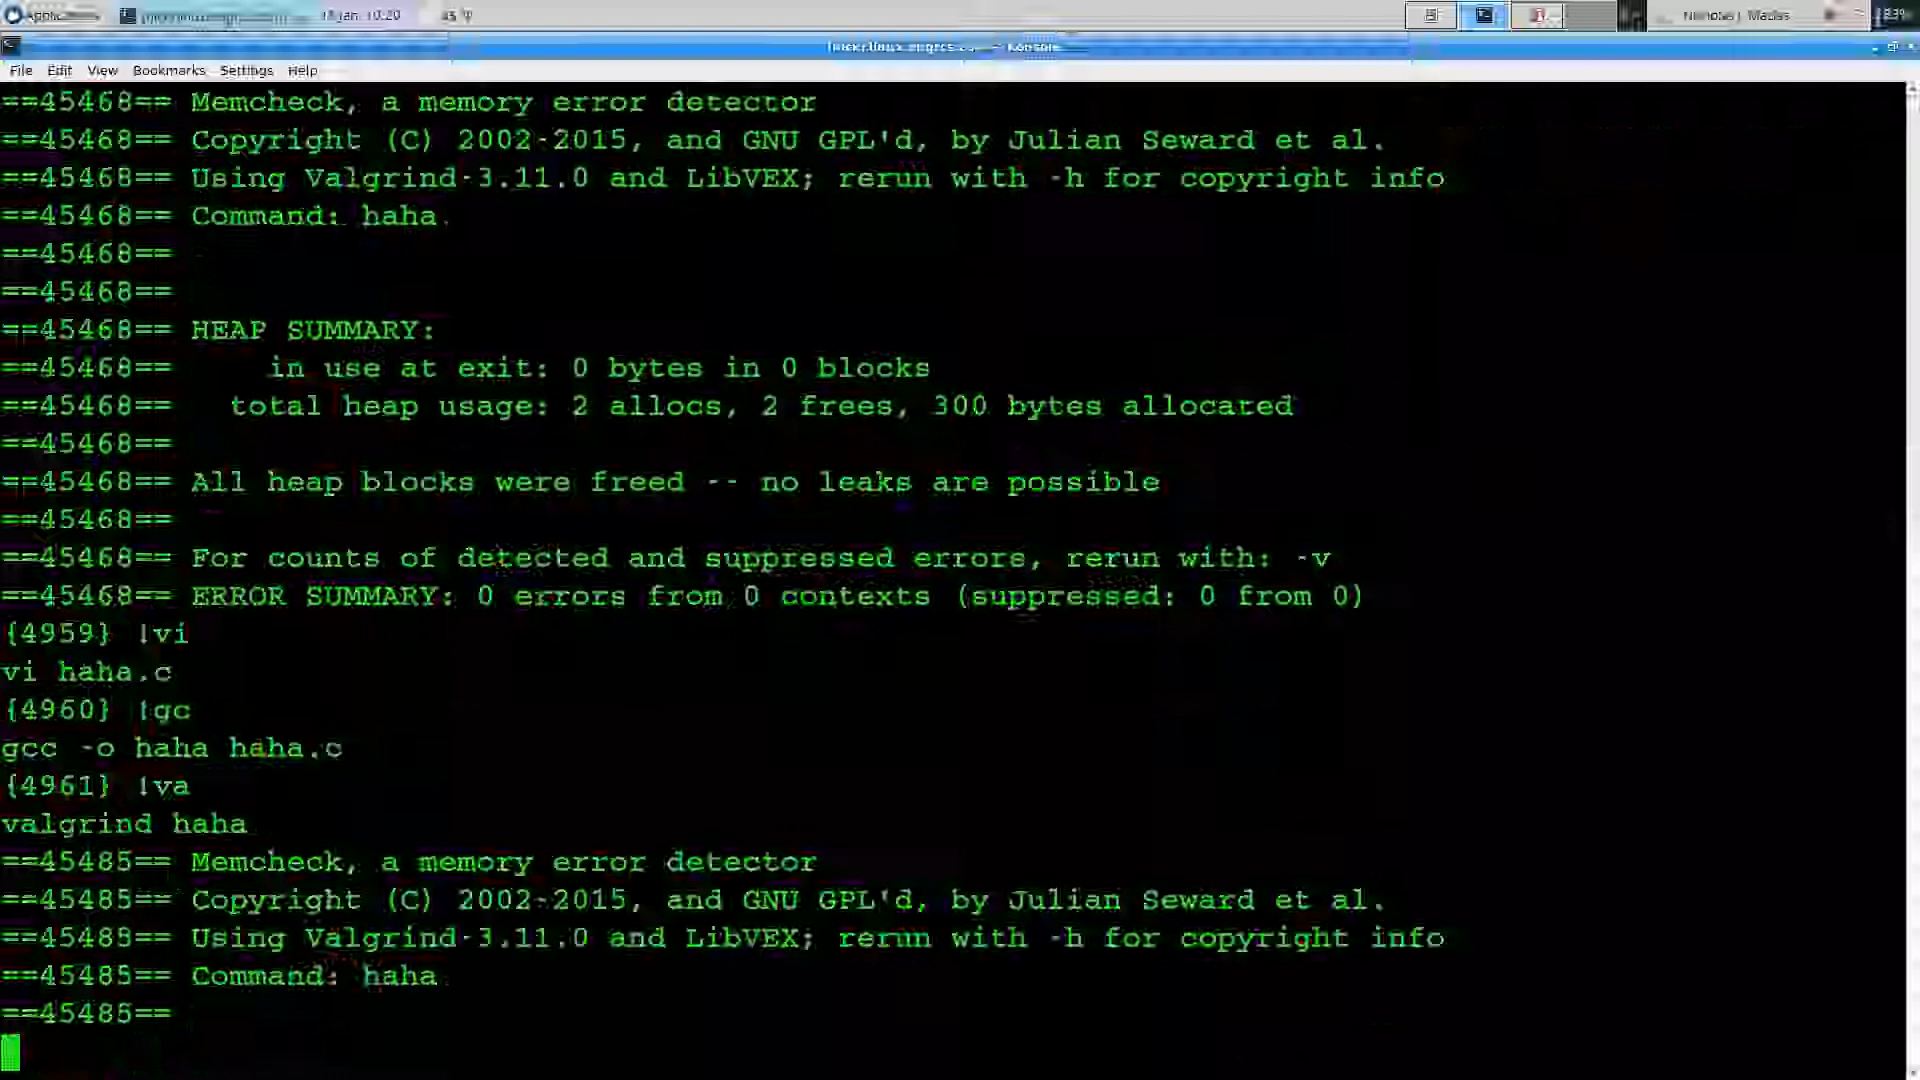 Applications 13 Jan, 10:20
Konsole
File Edit View Bookmarks Settings Help
==45468== Memcheck, a memory error detector
==45468== Copyright (C) 2002-2015, and GNU GPL'd, by Julian Seward et al.
==45468== Using Valgrind-3.11.0 and LibVEX; rerun with -h for copyright info
==45468== Command: haha
==45468==
==45468==
==45468== HEAP SUMMARY:
==45468== in use at exit: 0 bytes in 0 blocks
==45468== total heap usage: 2 allocs, 2 frees, 300 bytes allocated
==45468==
==45468== All heap blocks were freed -- no leaks are possible
==45468==
==45468== For counts of detected and suppressed errors, rerun with: -v
==45468== ERROR SUMMARY: 0 errors from 0 contexts (suppressed: 0 from 0)
{4959} !vi
vi haha.c
{4960} !gc
gcc -o haha haha.c
{4961} !va
valgrind haha
==45485== Memcheck, a memory error detector
==45485== Copyright (C) 2002-2015, and GNU GPL'd, by Julian Seward et al.
==45485== Using Valgrind-3.11.0 and LibVEX; rerun with -h for copyright info
==45485== Command: haha
==45485==